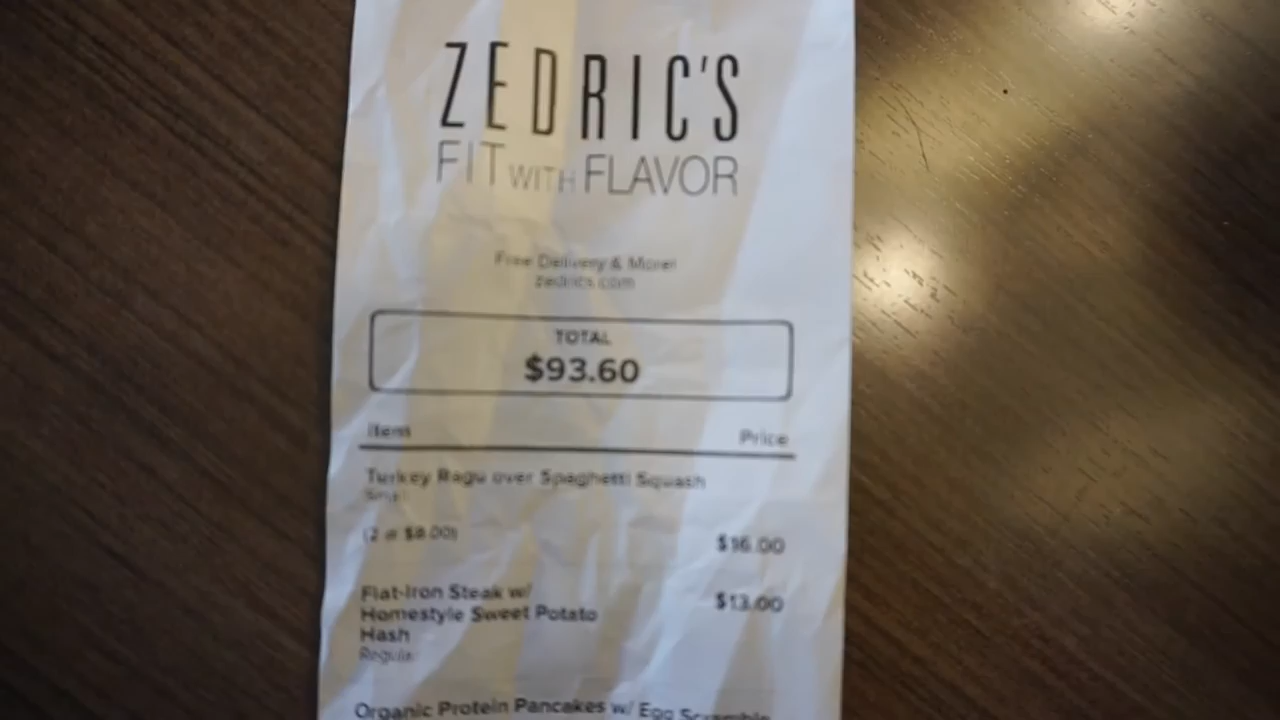 ZEDRIC'S
FIT WITH FLAVOR
Free Delivery & More!
zedrics.com
TOTAL
$93.60
Item Price
Turkey Ragu over Spaghetti Squash
Small
(2 @ $8.00) $16.00
Flat-Iron Steak w/ $13.00
Homestyle Sweet Potato
Hash
Regular
Organic Protein Pancakes w/ Egg Scramble